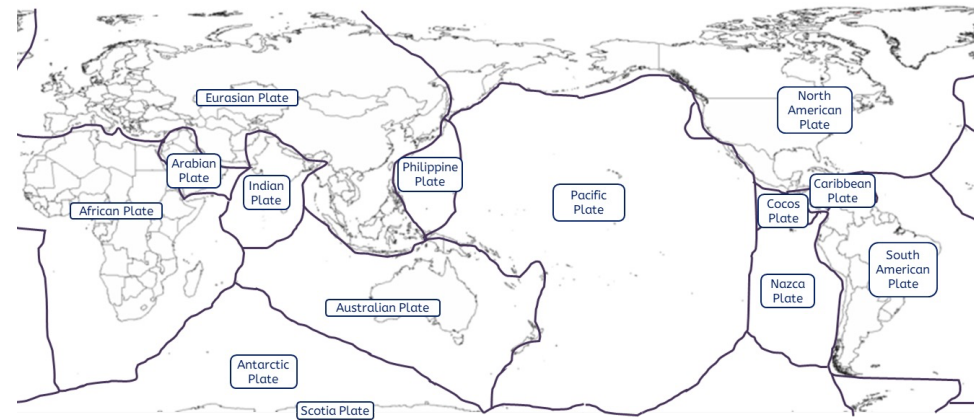 Eurasian Plate
North
American
Plate
Arabian
Plate
Philippine
Plate
Indian
Plate
Caribbean
Plate
African Plate
Pacific
Plate
Cocos
Plate
South
American
Plate
Nazca
Plate
Australian Plate
Antarctic
Plate
Scotia Plate